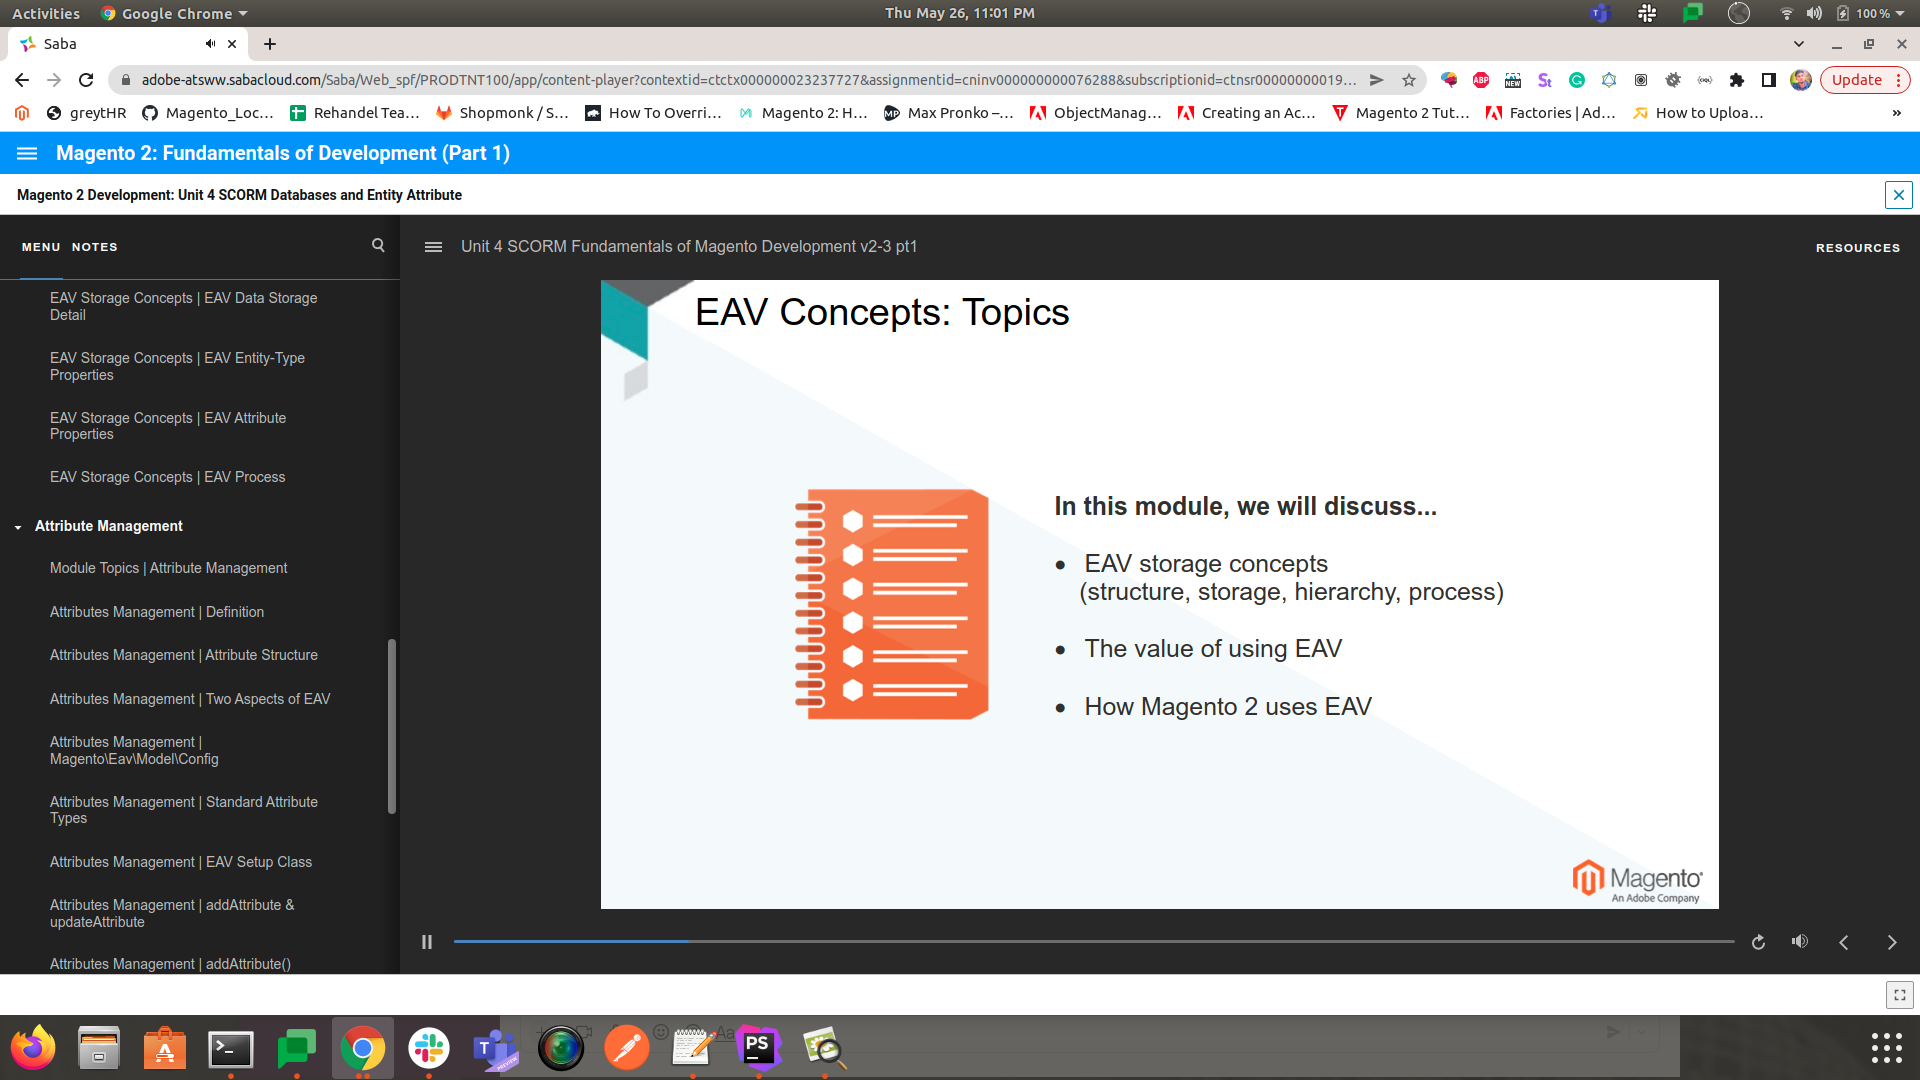 Activities
Google Chrome
Thu May 26, 11:01 PM
100 %
Saba
adobe-atsww.sabacloud.com/Saba/Web_spf/PRODTNT100/app/content-player?contextid=ctctx000000023237727&assignmentid=cninv000000000076288&subscriptionid=ctnsr00000000019...
ABP
NEW
Update
greytHR
Magento_Loc...
Rehandel Tea...
Shopmonk / S...
How To Overri...
Magento 2: H...
Max Pronko –...
ObjectManag...
Creating an Ac...
Magento 2 Tut...
Factories | Ad...
How to Uploa...
»
Magento 2: Fundamentals of Development (Part 1)
Magento 2 Development: Unit 4 SCORM Databases and Entity Attribute
MENU
NOTES
Unit 4 SCORM Fundamentals of Magento Development v2-3 pt1
RESOURCES
EAV Storage Concepts | EAV Data Storage
Detail
EAV Storage Concepts | EAV Entity-Type
Properties
EAV Storage Concepts | EAV Attribute
Properties
EAV Storage Concepts | EAV Process
Attribute Management
Module Topics | Attribute Management
Attributes Management | Definition
Attributes Management | Attribute Structure
Attributes Management | Two Aspects of EAV
Attributes Management |
Magento\Eav\Model\Config
Attributes Management | Standard Attribute
Types
Attributes Management | EAV Setup Class
Attributes Management | addAttribute &
updateAttribute
Attributes Management | addAttribute()
EAV Concepts: Topics
In this module, we will discuss...
• EAV storage concepts
(structure, storage, hierarchy, process)
• The value of using EAV
• How Magento 2 uses EAV
Magento
An Adobe Company
PS